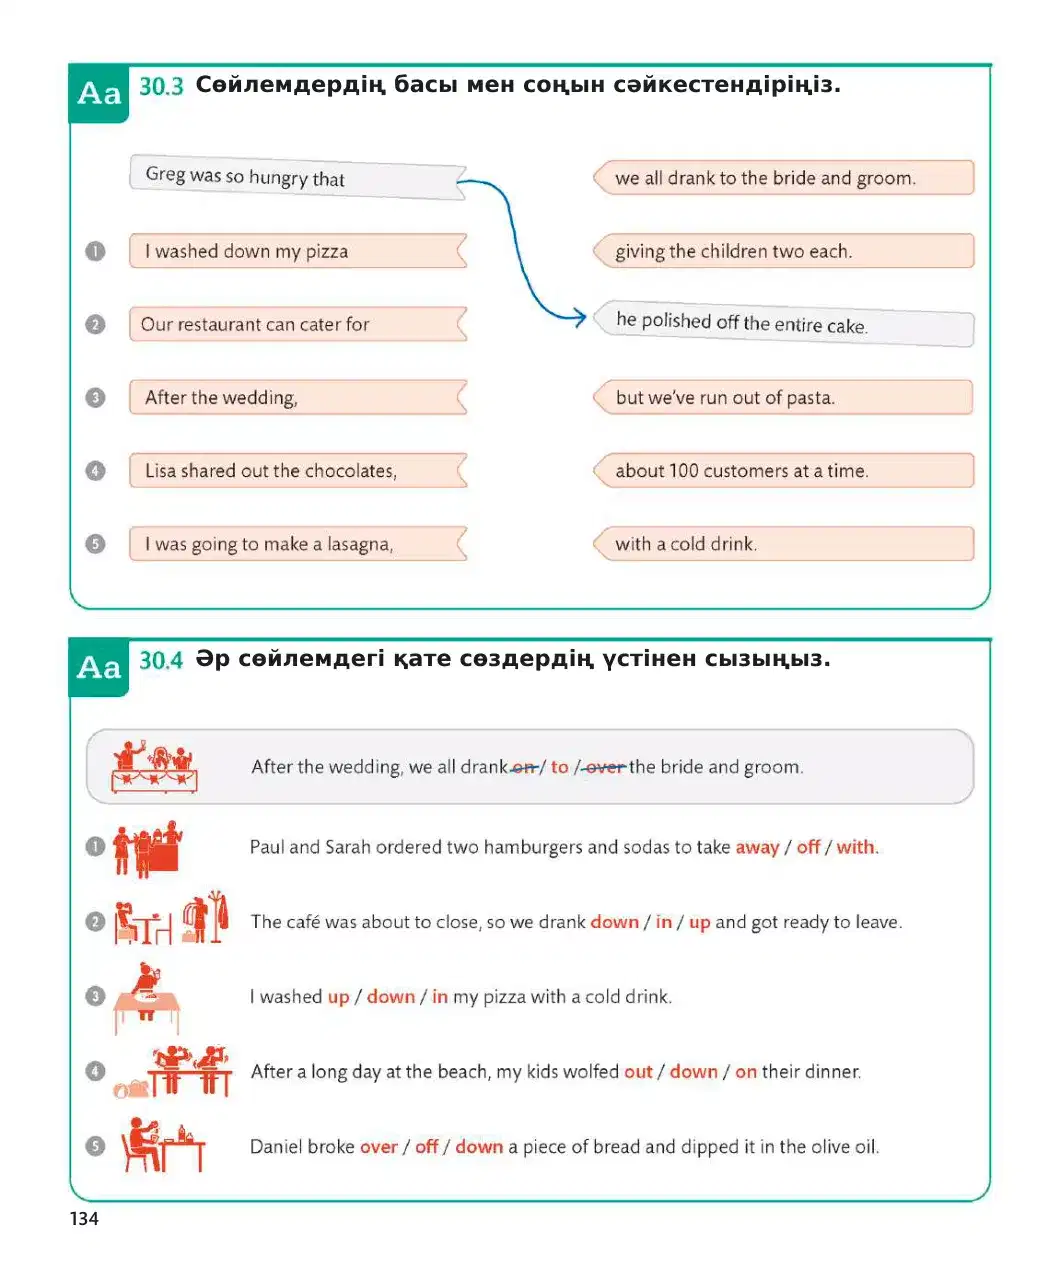 Aa 30.3 Сөйлемдердің басы мен соңын сәйкестендіріңіз.
Greg was so hungry that
we all drank to the bride and groom.
1 I washed down my pizza
giving the children two each.
2 Our restaurant can cater for
he polished off the entire cake.
3 After the wedding,
but we've run out of pasta.
4 Lisa shared out the chocolates,
about 100 customers at a time.
5 I was going to make a lasagna,
with a cold drink.
Aa 30.4 Әр сөйлемдегі қате сөздердің үстінен сызыңыз.
After the wedding, we all drank on / to / over the bride and groom.
1 Paul and Sarah ordered two hamburgers and sodas to take away / off / with.
2 The café was about to close, so we drank down / in / up and got ready to leave.
3 I washed up / down / in my pizza with a cold drink.
4 After a long day at the beach, my kids wolfed out / down / on their dinner.
5 Daniel broke over / off / down a piece of bread and dipped it in the olive oil.
134